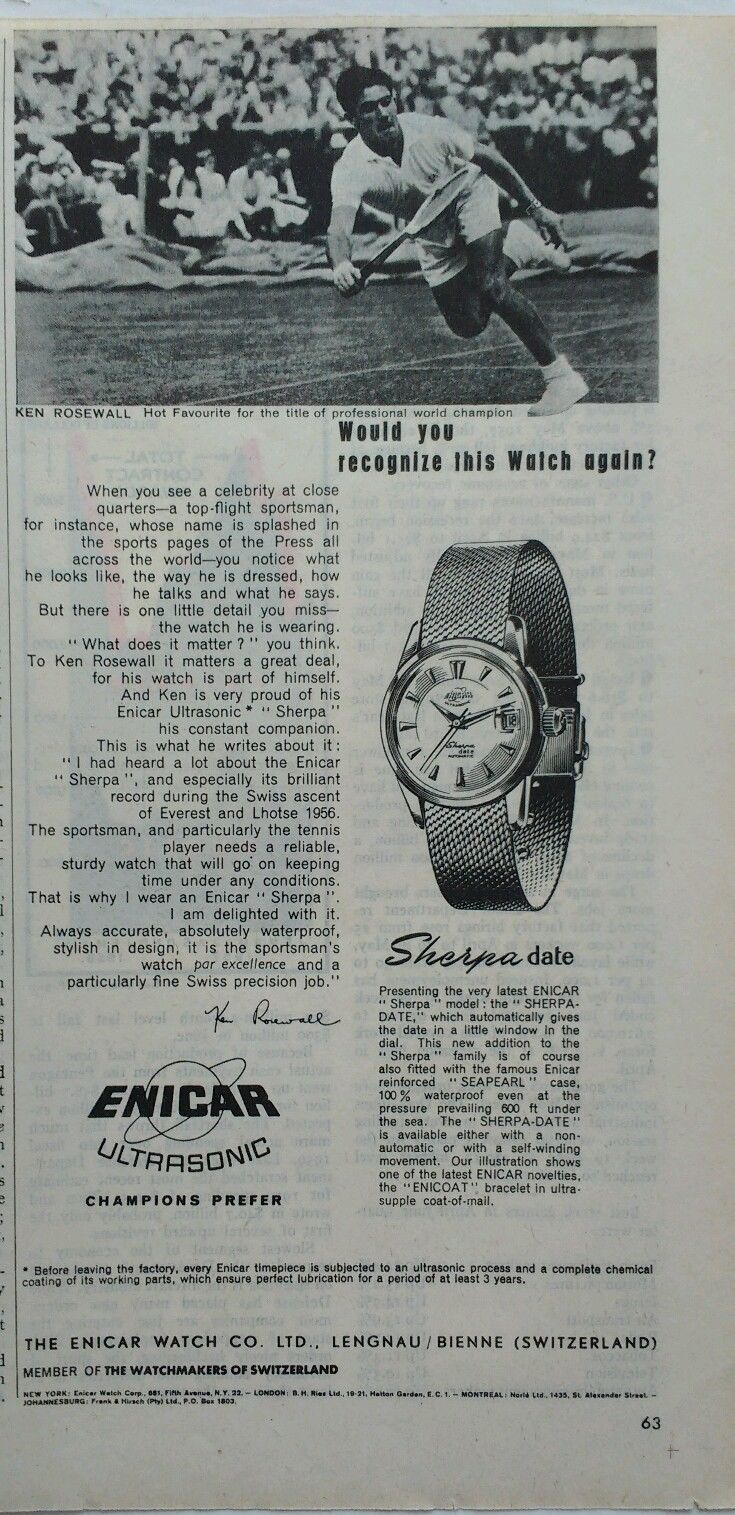 KEN ROSEWALL Hot Favourite for the title of professional world champion
Would you
recognize this Watch again?
When you see a celebrity at close
quarters—a top-flight sportsman,
for instance, whose name is splashed in
the sports pages of the Press all
across the world—you notice what
he looks like, the way he is dressed, how
he talks and what he says.
But there is one little detail you miss—
the watch he is wearing.
"What does it matter?" you think.
To Ken Rosewall it matters a great deal,
for his watch is part of himself.
And Ken is very proud of his
Enicar Ultrasonic* "Sherpa"
his constant companion.
This is what he writes about it:
"I had heard a lot about the Enicar
"Sherpa", and especially its brilliant
record during the Swiss ascent
of Everest and Lhotse 1956.
The sportsman, and particularly the tennis
player needs a reliable,
sturdy watch that will go on keeping
time under any conditions.
That is why I wear an Enicar "Sherpa".
I am delighted with it.
Always accurate, absolutely waterproof,
stylish in design, it is the sportsman's
watch par excellence and a
particularly fine Swiss precision job."
Ken Rosewall
ENICAR
ULTRASONIC
CHAMPIONS PREFER
ENICAR
ULTRASONIC
Sherpa
date
AUTOMATIC
Sherpa date
Presenting the very latest ENICAR
"Sherpa" model: the "SHERPA-
DATE," which automatically gives
the date in a little window in the
dial. This new addition to the
"Sherpa" family is of course
also fitted with the famous Enicar
reinforced "SEAPEARL" case,
100% waterproof even at the
pressure prevailing 600 ft under
the sea. The "SHERPA-DATE"
is available either with a non-
automatic or with a self-winding
movement. Our illustration shows
one of the latest ENICAR novelties,
the "ENICOAT" bracelet in ultra-
supple coat-of-mail.
* Before leaving the factory, every Enicar timepiece is subjected to an ultrasonic process and a complete chemical
coating of its working parts, which ensure perfect lubrication for a period of at least 3 years.
THE ENICAR WATCH CO. LTD., LENGNAU/BIENNE (SWITZERLAND)
MEMBER OF THE WATCHMAKERS OF SWITZERLAND
NEW YORK: Enicar Watch Corp., 681, Fifth Avenue, N.Y. 22. – LONDON: B. H. Ries Ltd., 19-21, Hatton Garden, E.C. 1. – MONTREAL: Norié Ltd., 1435, St. Alexander Street. –
JOHANNESBURG: Frank & Hirsch (Pty) Ltd., P.O. Box 1803.
63